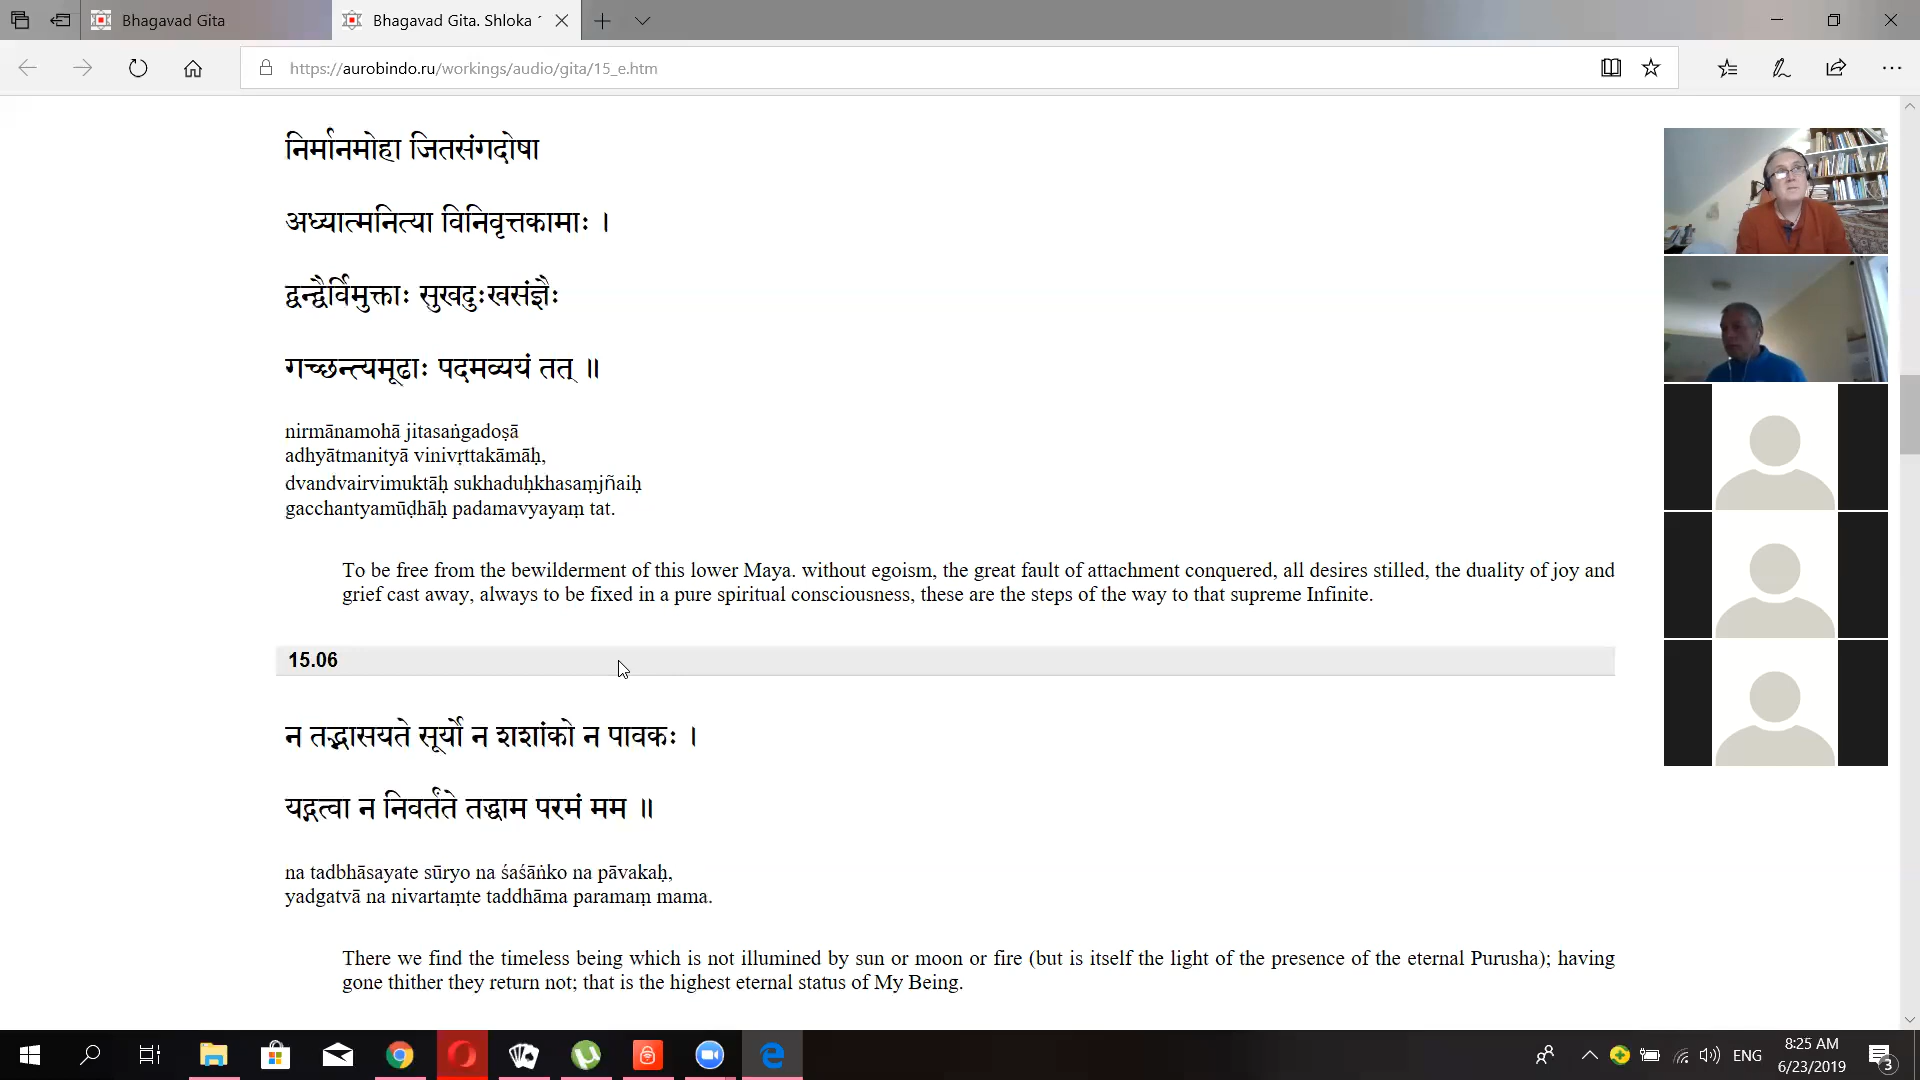 Bhagavad Gita
Bhagavad Gita. Shloka
https://aurobindo.ru/workings/audio/gita/15_e.htm
निर्मानमोहा जितसंगदोषा
अध्यात्मनित्या विनिवृत्तकामाः ।
द्वन्द्वैर्विमुक्ताः सुखदुःखसंज्ञैः
गच्छन्त्यमूढाः पदमव्ययं तत् ॥
nirmānamohā jitasaṅgadoṣā
adhyātmanityā vinivṛttakāmāḥ,
dvandvairvimuktāḥ sukhaduḥkhasaṃjñaiḥ
gacchantyamūḍhāḥ padamavyayaṃ tat.
To be free from the bewilderment of this lower Maya. without egoism, the great fault of attachment conquered, all desires stilled, the duality of joy and
grief cast away, always to be fixed in a pure spiritual consciousness, these are the steps of the way to that supreme Infinite.
15.06
न तद्भासयते सूर्यो न शशांको न पावकः ।
यद्गत्वा न निवर्तंते तद्धाम परमं मम ॥
na tadbhāsayate sūryo na śaśāṅko na pāvakaḥ,
yadgatvā na nivartaṃte taddhāma paramaṃ mama.
There we find the timeless being which is not illumined by sun or moon or fire (but is itself the light of the presence of the eternal Purusha); having
gone thither they return not; that is the highest eternal status of My Being.
ENG
8:25 AM
6/23/2019
3